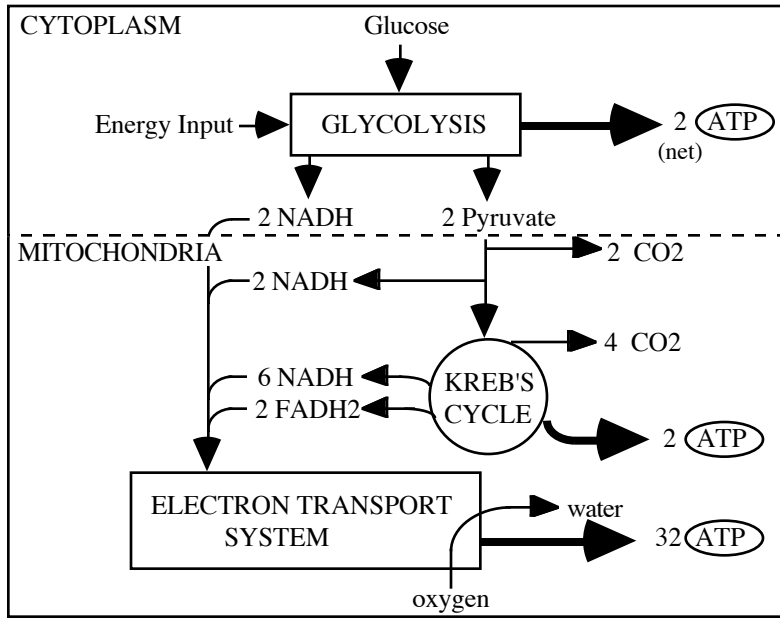 CYTOPLASM
Glucose
Energy Input
GLYCOLYSIS
2 ATP
(net)
2 NADH
2 Pyruvate
MITOCHONDRIA
2 CO2
2 NADH
4 CO2
6 NADH
2 FADH2
KREB'S
CYCLE
2 ATP
ELECTRON TRANSPORT
SYSTEM
water
32 ATP
oxygen